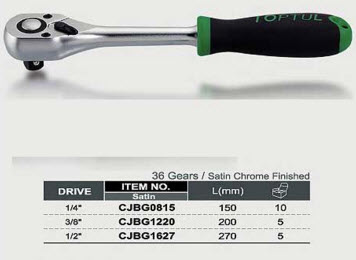 TOPTUL
36 Gears / Satin Chrome Finished
DRIVE ITEM NO. L(mm)
Satin
1/4" CJBG0815 150 10
3/8" CJBG1220 200 5
1/2" CJBG1627 270 5